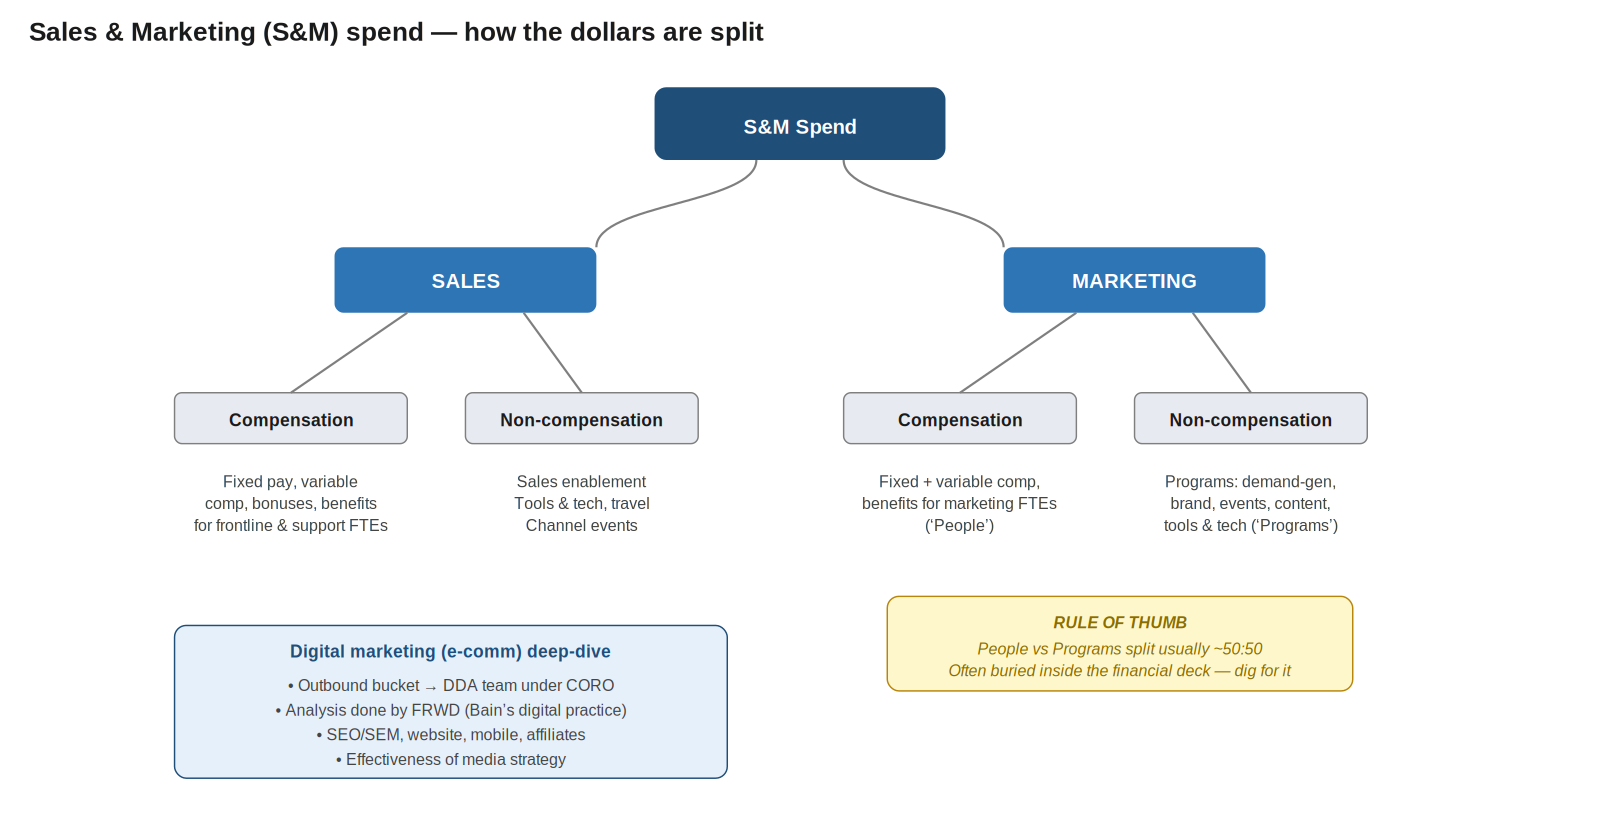 Sales & Marketing (S&M) spend — how the dollars are split
S&M Spend
SALES
MARKETING
Compensation
Non-compensation
Compensation
Non-compensation
Fixed pay, variable
comp, bonuses, benefits
for frontline & support FTEs
Sales enablement
Tools & tech, travel
Channel events
Fixed + variable comp,
benefits for marketing FTEs
(‘People’)
Programs: demand-gen,
brand, events, content,
tools & tech (‘Programs’)
RULE OF THUMB
People vs Programs split usually ~50:50
Often buried inside the financial deck — dig for it
Digital marketing (e-comm) deep-dive
• Outbound bucket → DDA team under CORO
• Analysis done by FRWD (Bain’s digital practice)
• SEO/SEM, website, mobile, affiliates
• Effectiveness of media strategy